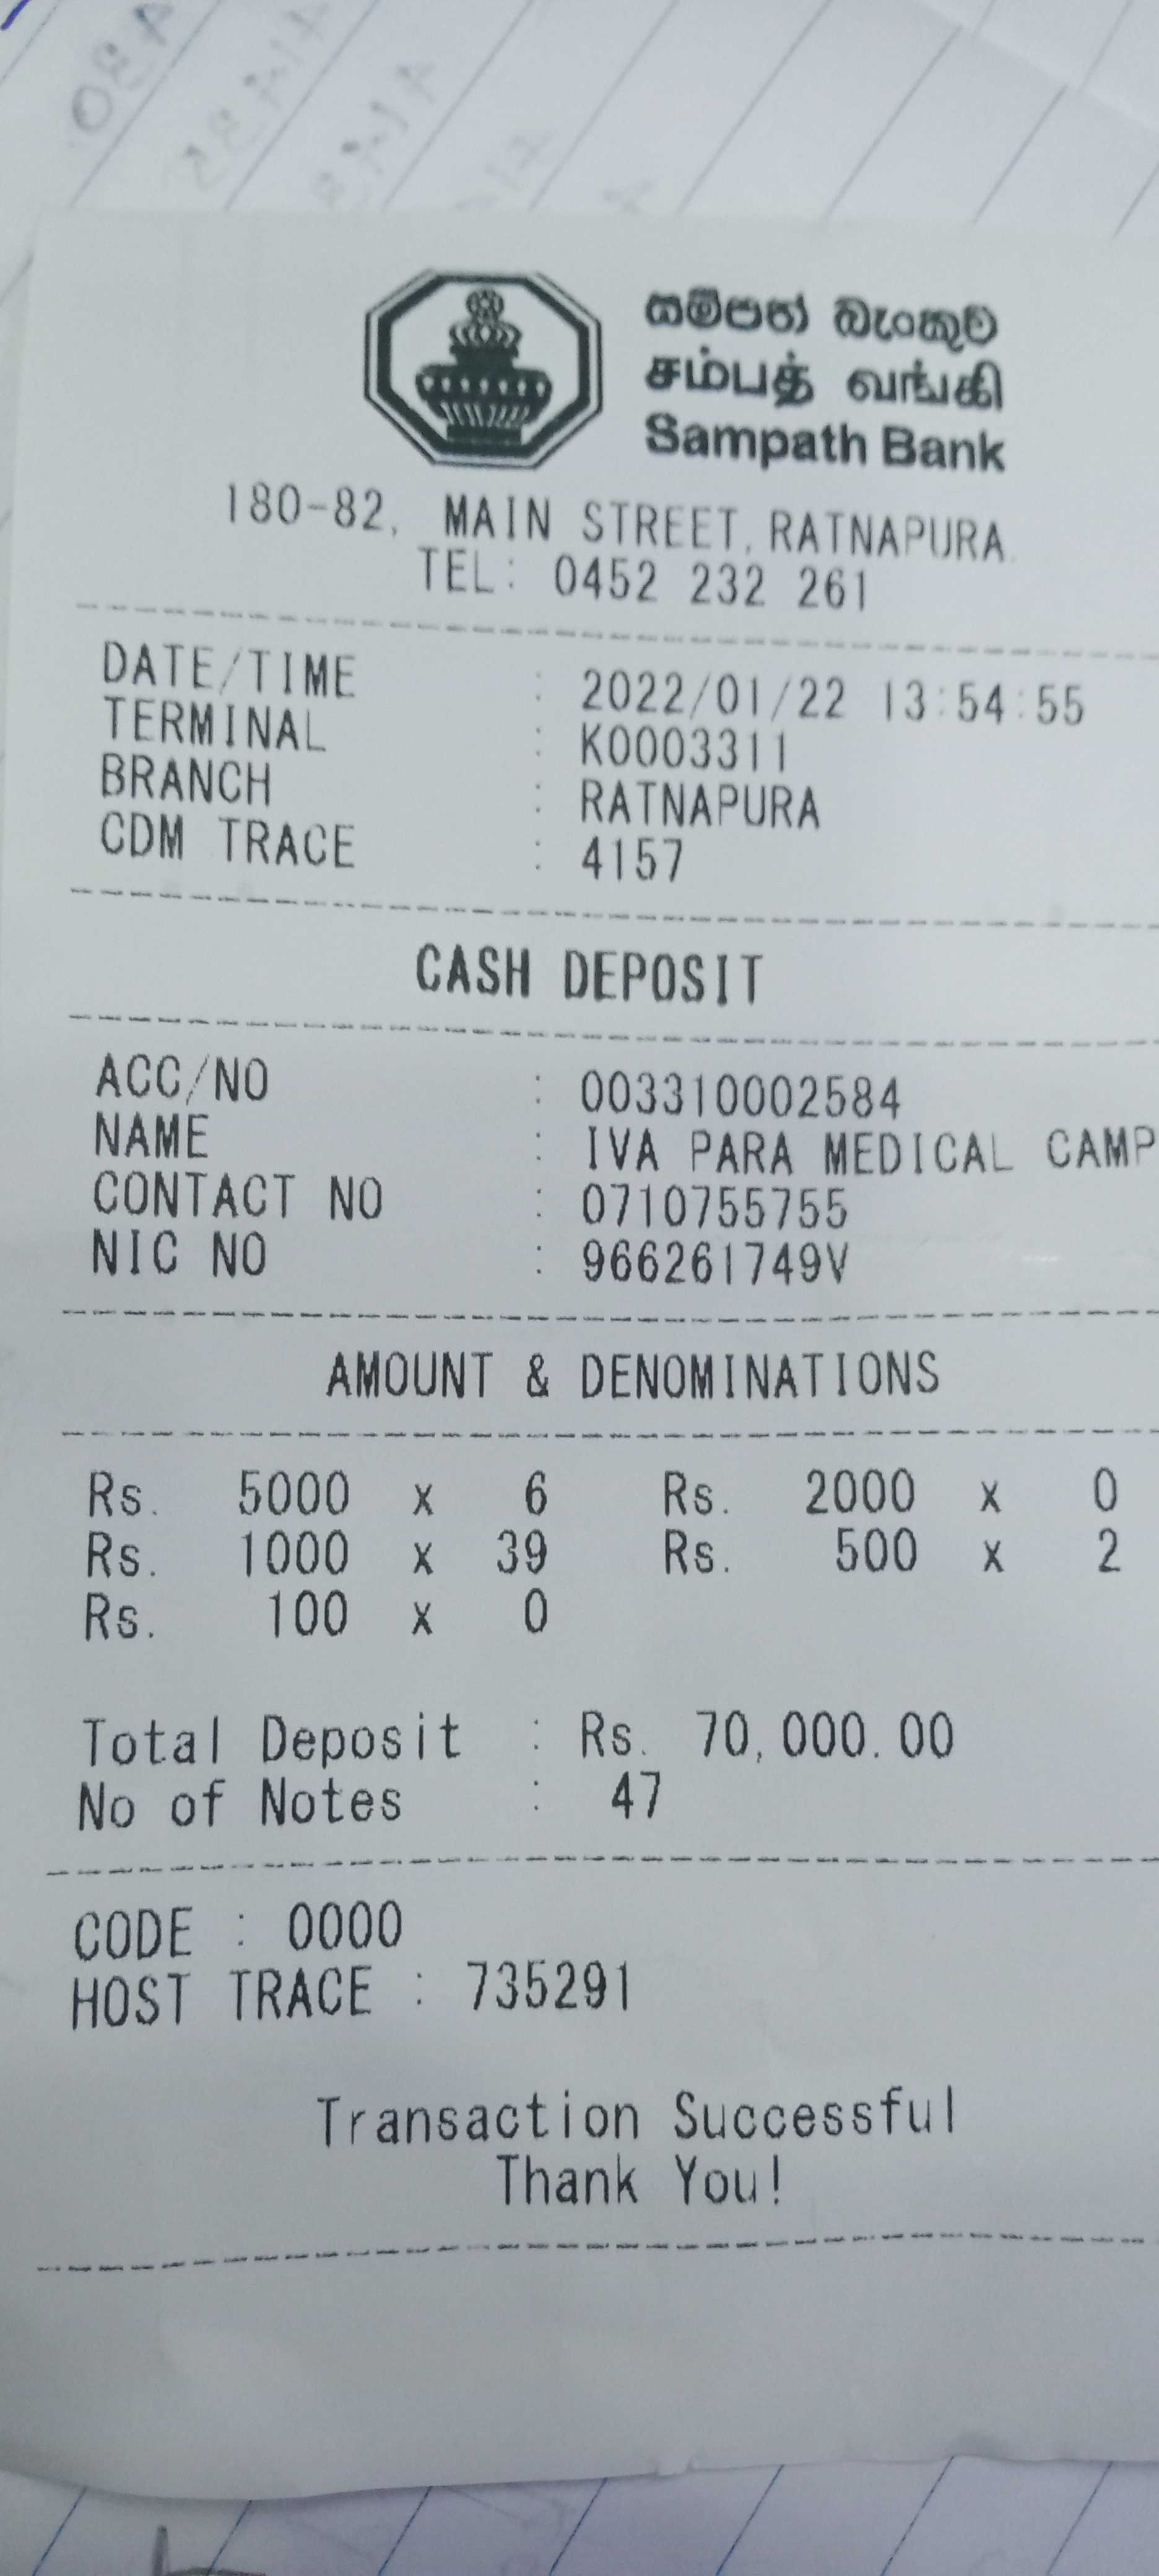 සම්පත් බැංකුව
சம்பத் வங்கி
Sampath Bank
180-82, MAIN STREET, RATNAPURA.
TEL: 0452 232 261
DATE/TIME : 2022/01/22 13:54:55
TERMINAL : K0003311
BRANCH : RATNAPURA
CDM TRACE : 4157
CASH DEPOSIT
ACC/NO : 003310002584
NAME : IVA PARA MEDICAL CAMP
CONTACT NO : 0710755755
NIC NO : 966261749V
AMOUNT & DENOMINATIONS
Rs. 5000 x 6 Rs. 2000 x 0
Rs. 1000 x 39 Rs. 500 x 2
Rs. 100 x 0
Total Deposit : Rs. 70,000.00
No of Notes : 47
CODE : 0000
HOST TRACE : 735291
Transaction Successful
Thank You!